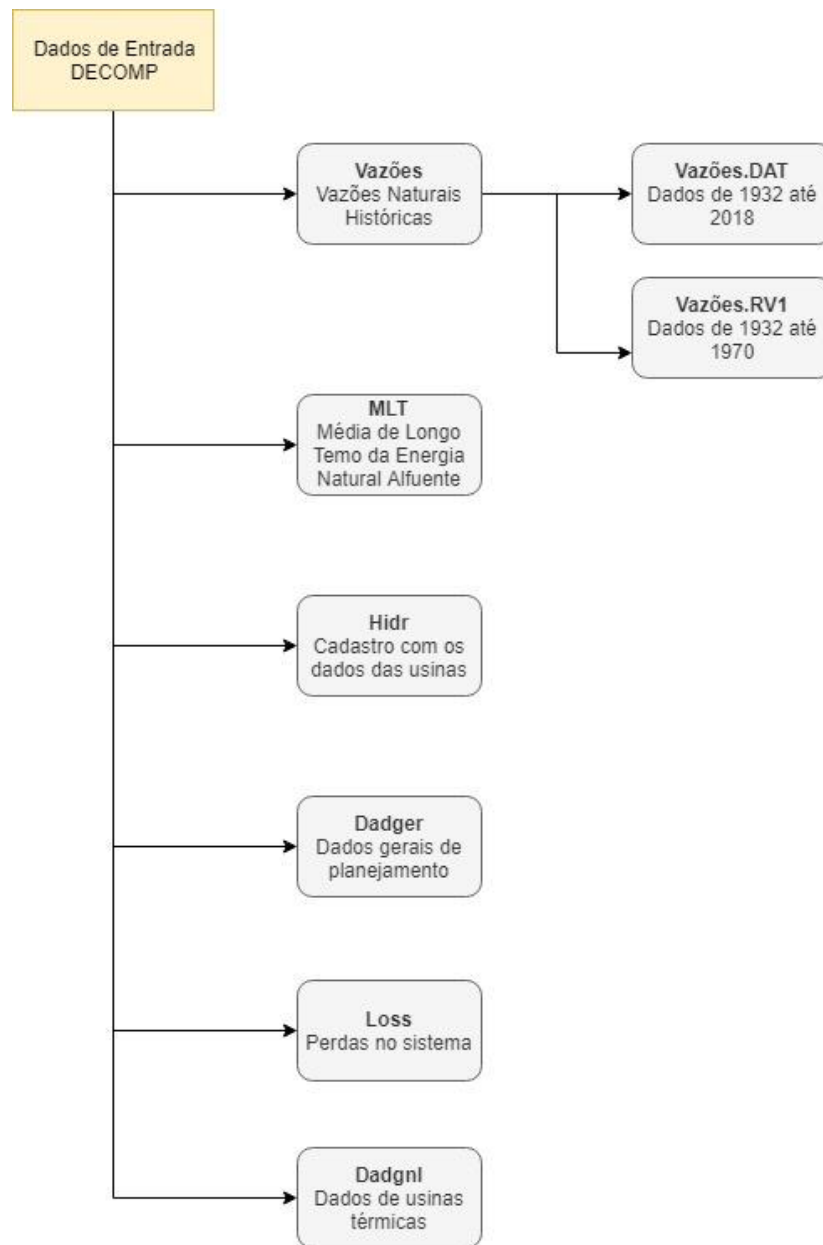 Dados de Entrada
DECOMP
Vazões
Vazões Naturais
Históricas
Vazões.DAT
Dados de 1932 até
2018
Vazões.RV1
Dados de 1932 até
1970
MLT
Média de Longo
Temo da Energia
Natural Alfuente
Hidr
Cadastro com os
dados das usinas
Dadger
Dados gerais de
planejamento
Loss
Perdas no sistema
Dadgnl
Dados de usinas
térmicas